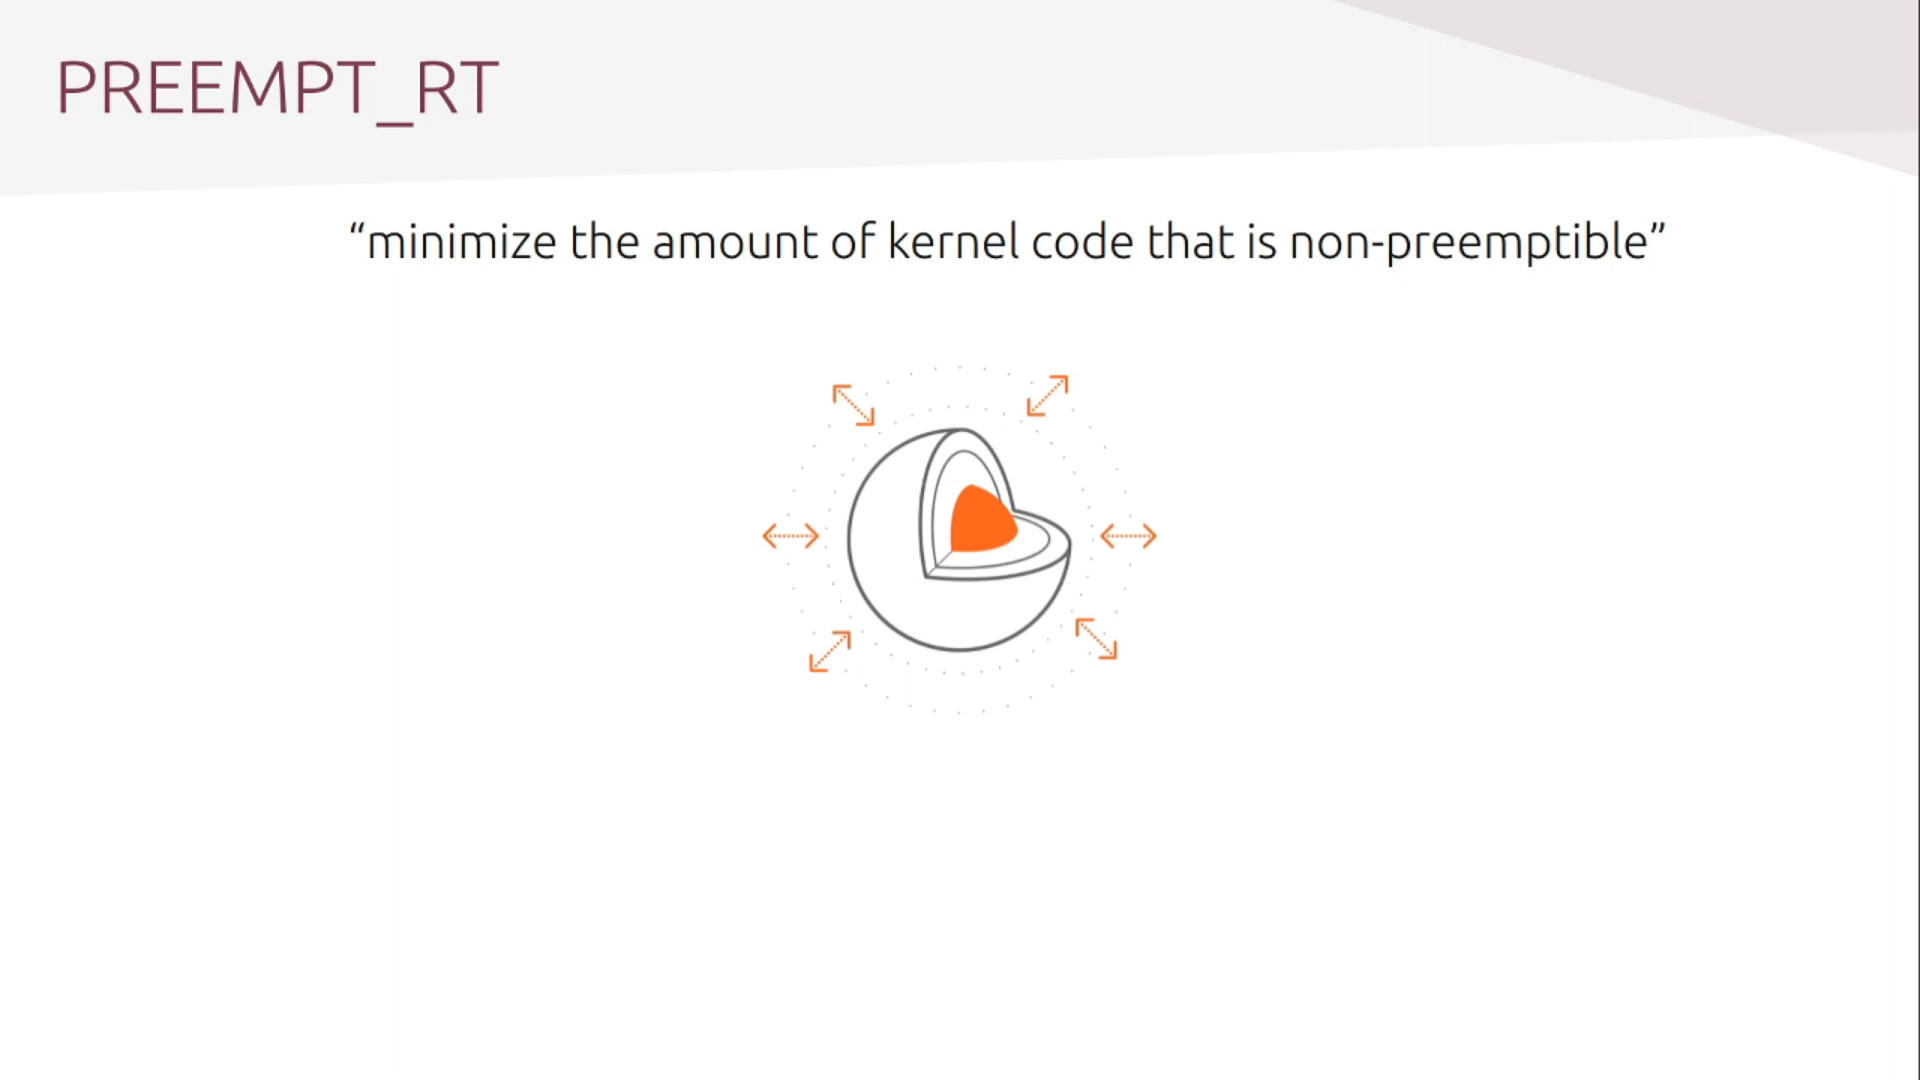 PREEMPT_RT
“minimize the amount of kernel code that is non-preemptible”